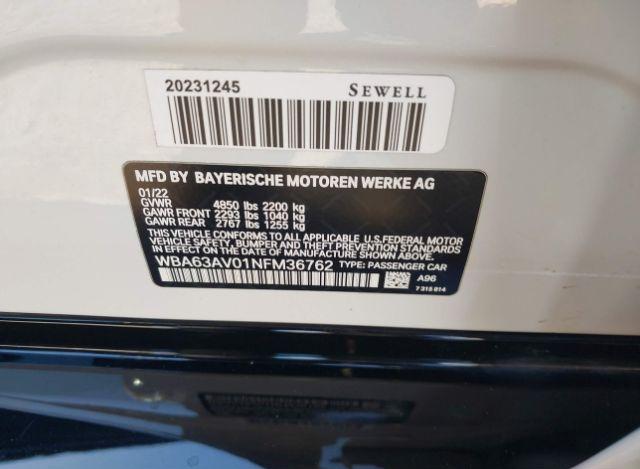 20231245 SEWELL
MFD BY BAYERISCHE MOTOREN WERKE AG
01/22
GVWR 4850 lbs 2200 kg
GAWR FRONT 2293 lbs 1040 kg
GAWR REAR 2767 lbs 1255 kg
THIS VEHICLE CONFORMS TO ALL APPLICABLE U.S.FEDERAL MOTOR
VEHICLE SAFETY, BUMPER, AND THEFT PREVENTION STANDARDS
IN EFFECT ON THE DATE OF MANUFACTURE SHOWN ABOVE.
WBA63AV01NFM36762 TYPE: PASSENGER CAR
A96
7 315 814